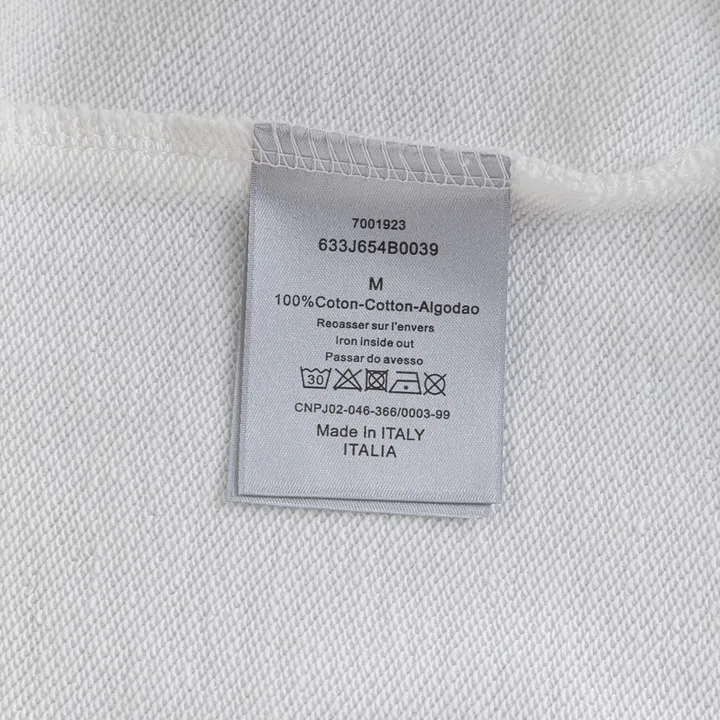 7001923
633J654B0039
M
100%Coton-Cotton-Algodao
Reoasser sur l'envers
Iron inside out
Passar do avesso
30
CNPJ02-046-366/0003-99
Made In ITALY
ITALIA